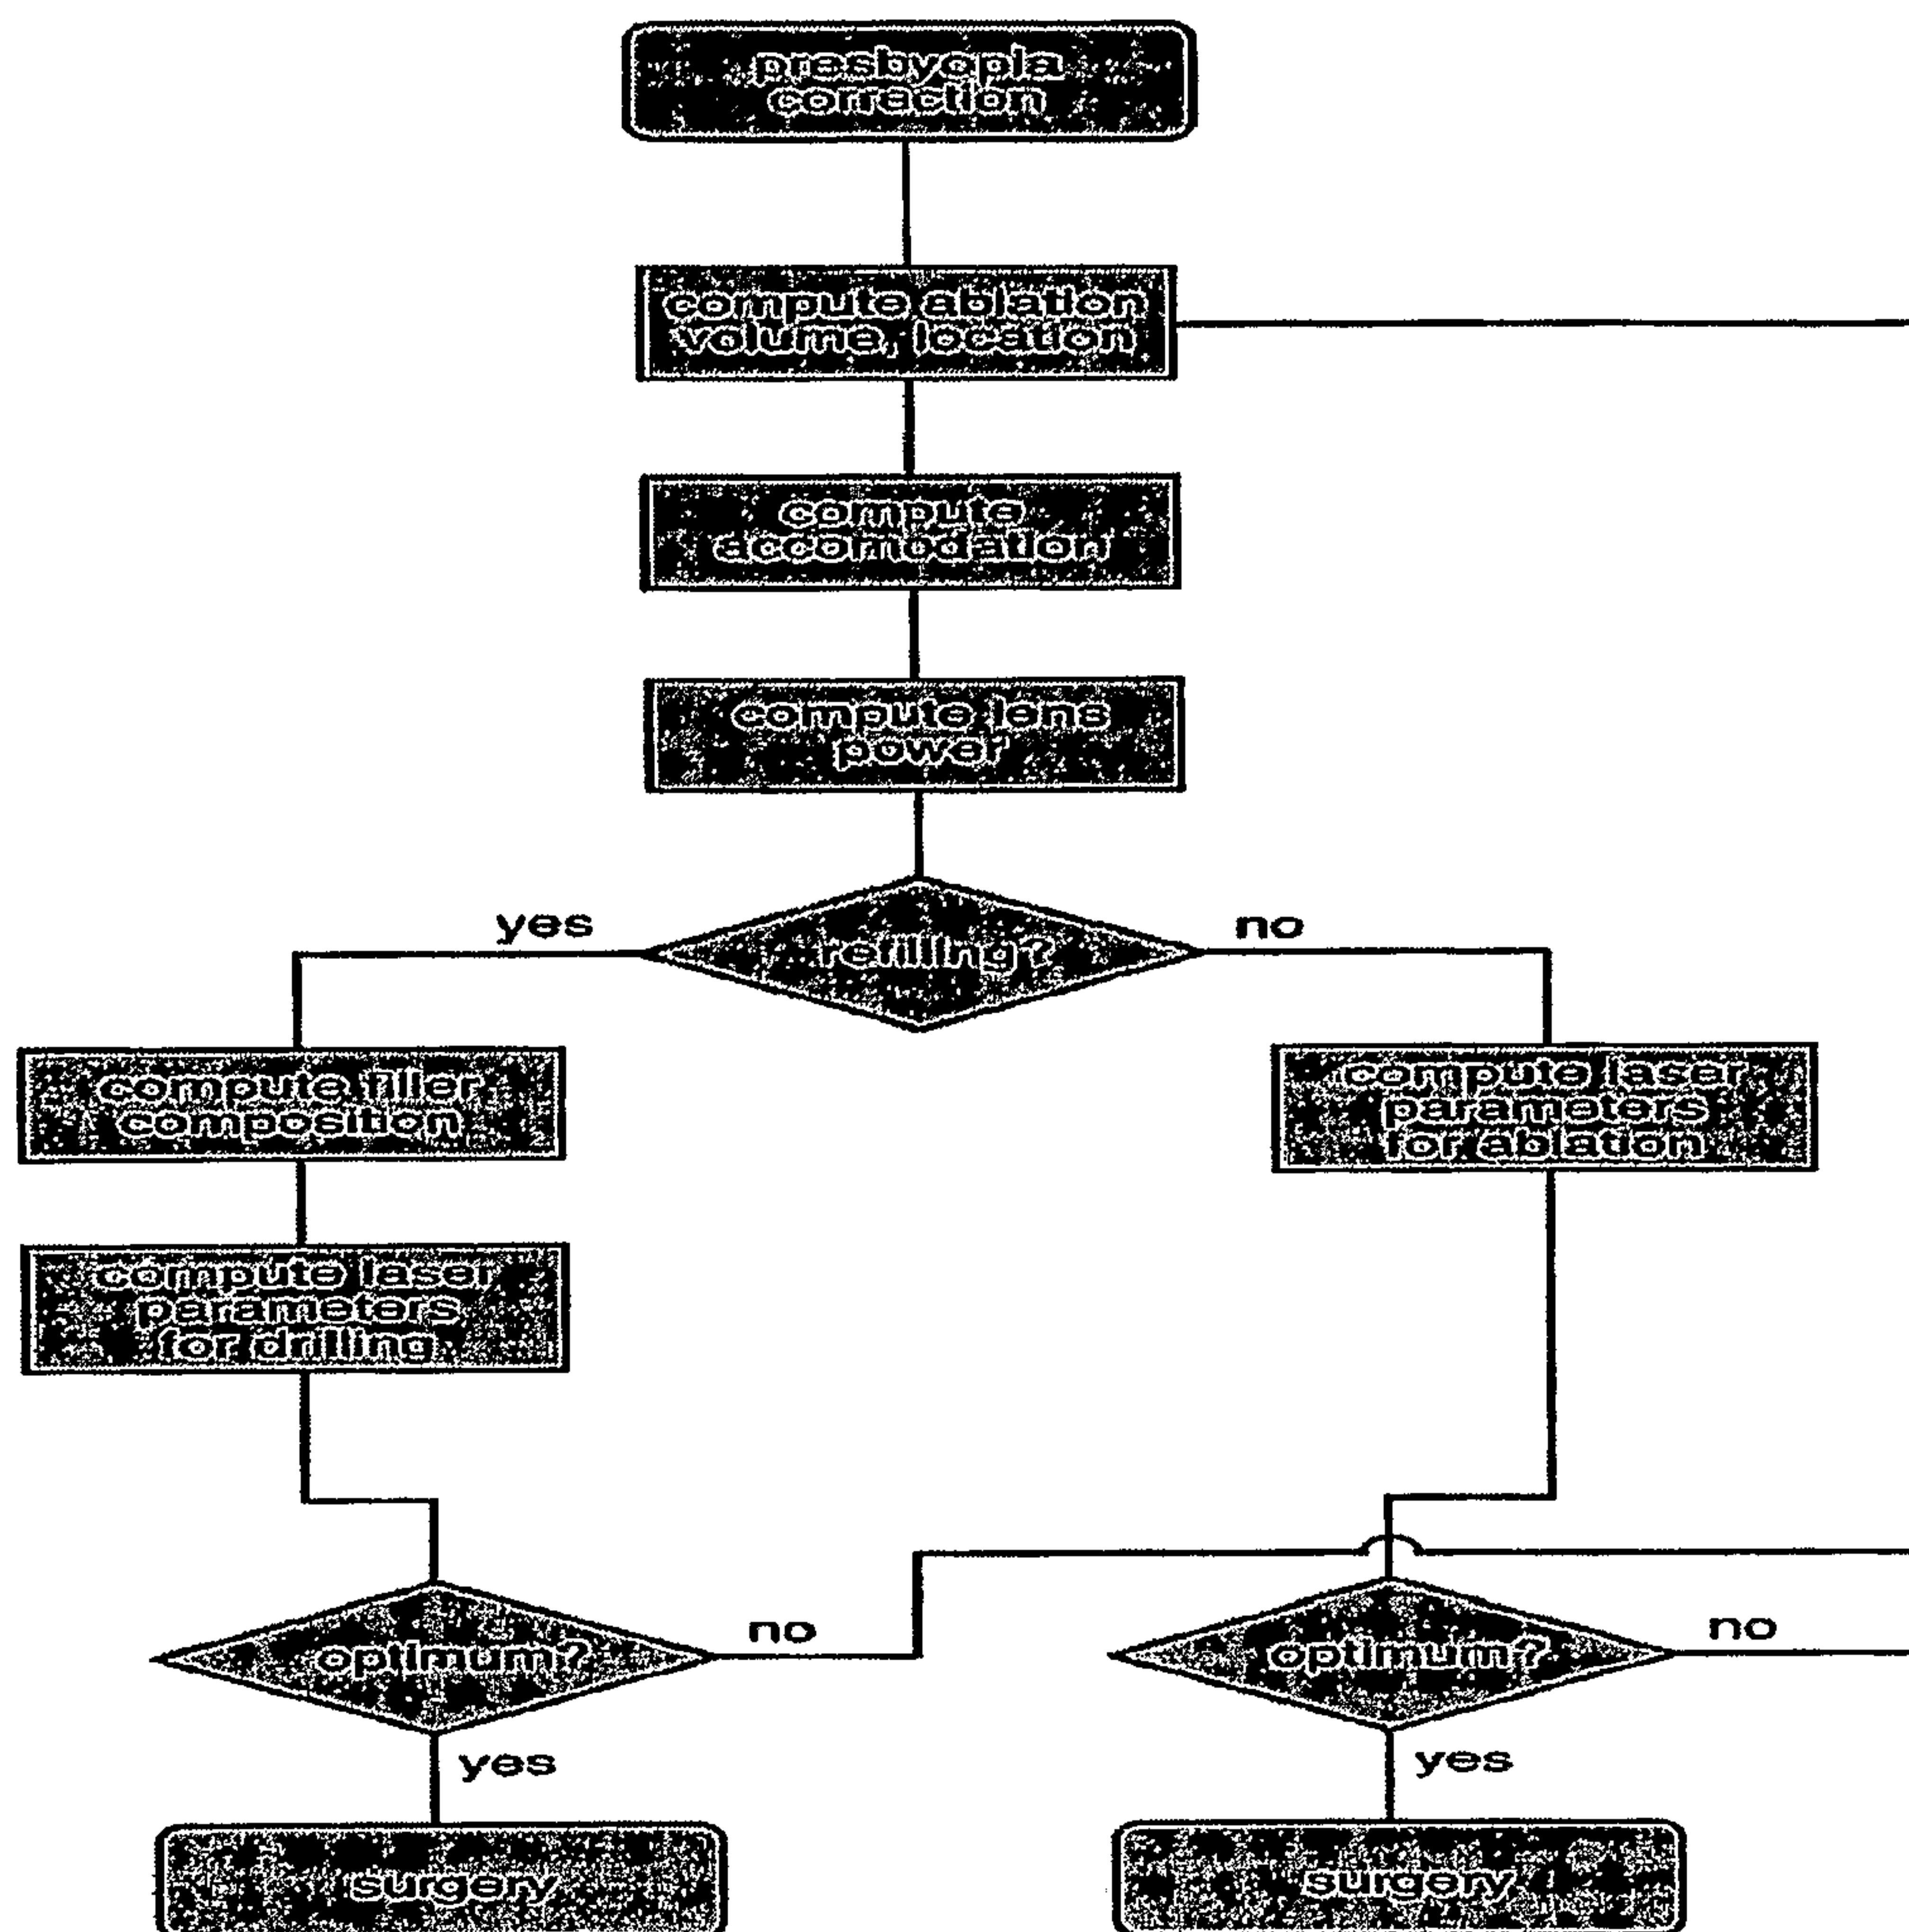 presbyopia
correction
compute ablation
volume, location
compute
accomodation
compute lens
power
refilling?
yes
no
compute filler
composition
compute laser
parameters
for ablation
compute laser
parameters
for drilling
optimum?
no
optimum?
no
yes
yes
surgery
surgery